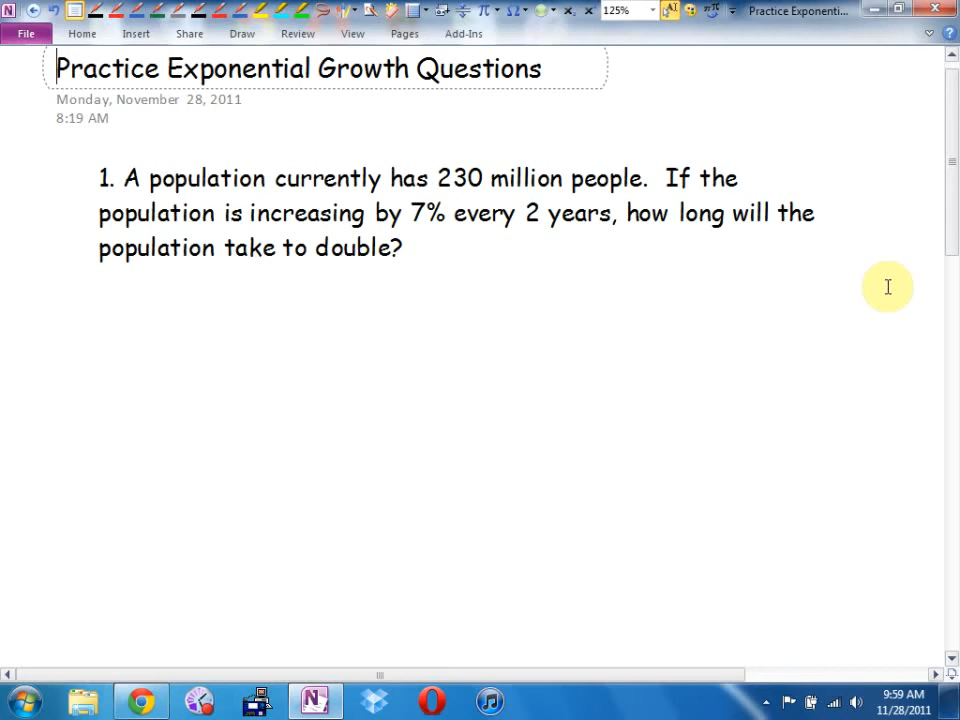 125%
Practice Exponenti...
File Home Insert Share Draw Review View Pages Add-Ins
Practice Exponential Growth Questions
Monday, November 28, 2011
8:19 AM
1. A population currently has 230 million people. If the
population is increasing by 7% every 2 years, how long will the
population take to double?
9:59 AM
11/28/2011